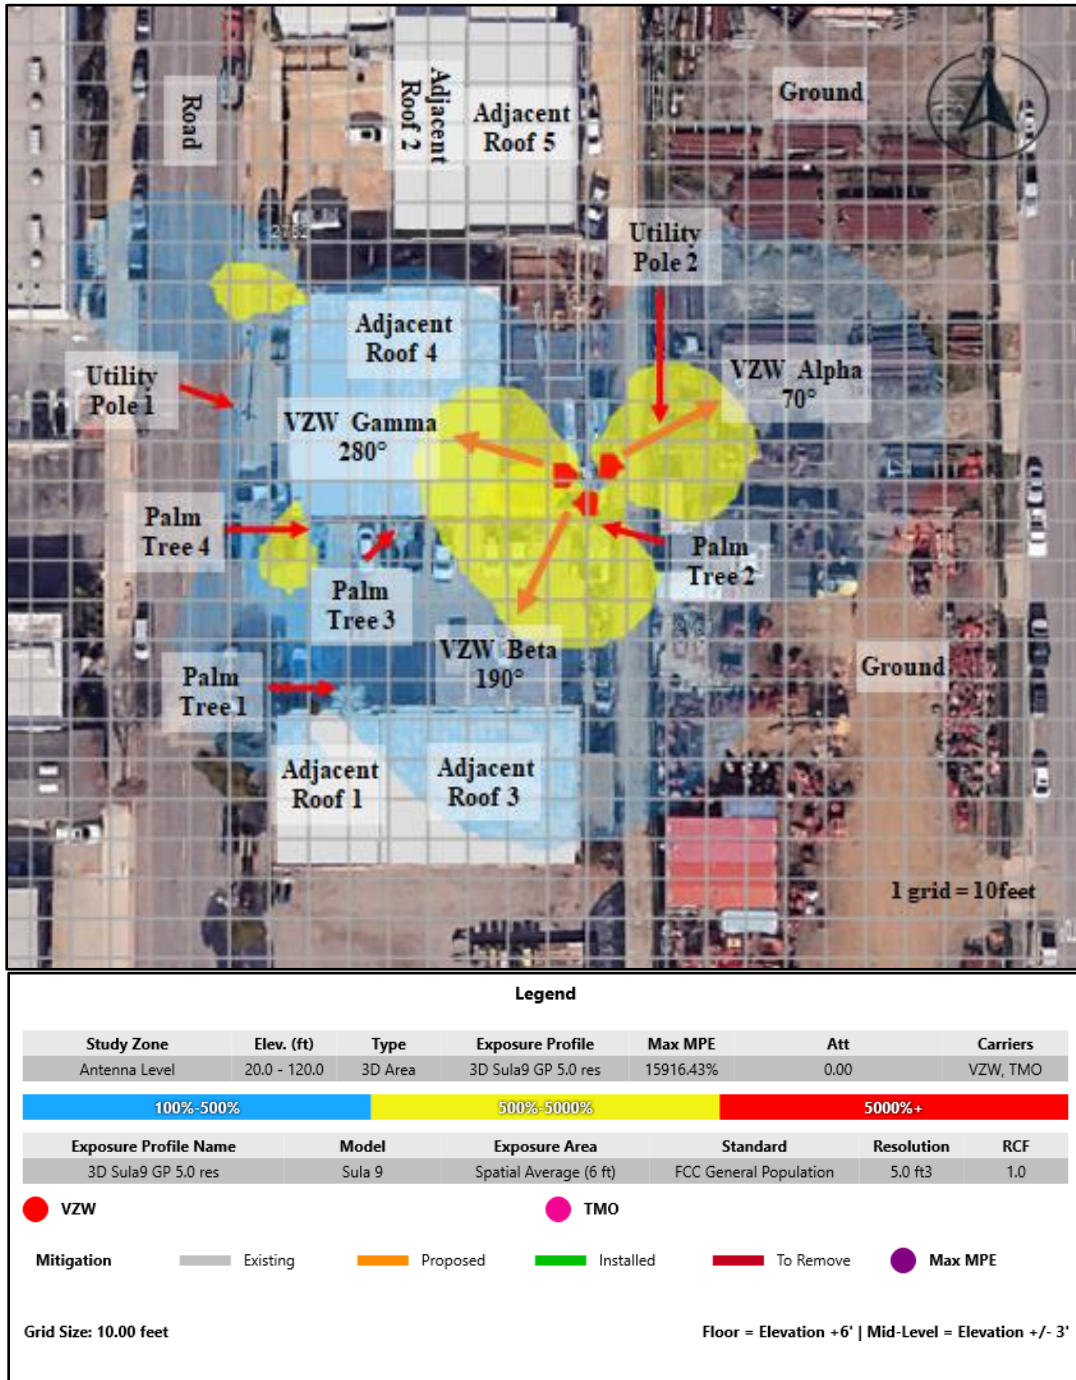 N
Road
Adjacent
Roof 2
Adjacent
Roof 5
Ground
Utility
Pole 2
Adjacent
Roof 4
VZW Alpha
70°
Utility
Pole 1
VZW Gamma
280°
Palm
Tree 4
Palm
Tree 3
Palm
Tree 2
VZW Beta
190°
Palm
Tree 1
Ground
Adjacent
Roof 1
Adjacent
Roof 3
1 grid = 10feet
Legend
Study Zone Elev. (ft) Type Exposure Profile Max MPE Att Carriers
Antenna Level 20.0 - 120.0 3D Area 3D Sula9 GP 5.0 res 15916.43% 0.00 VZW, TMO
100%-500% 500%-5000% 5000%+
Exposure Profile Name Model Exposure Area Standard Resolution RCF
3D Sula9 GP 5.0 res Sula 9 Spatial Average (6 ft) FCC General Population 5.0 ft3 1.0
VZW TMO
Mitigation Existing Proposed Installed To Remove Max MPE
Grid Size: 10.00 feet Floor = Elevation +6' | Mid-Level = Elevation +/- 3'